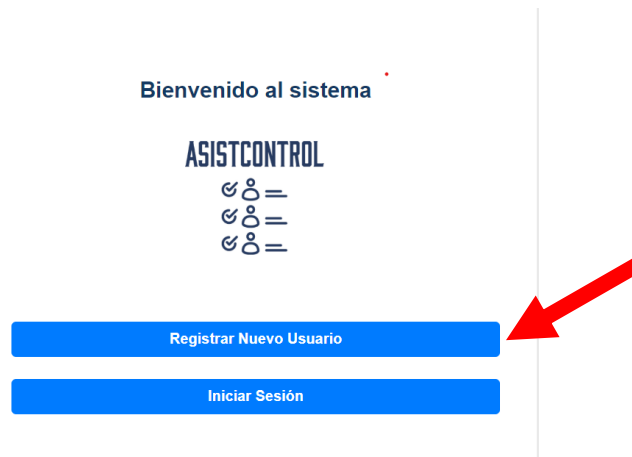 Bienvenido al sistema
ASISTCONTROL
Registrar Nuevo Usuario
Iniciar Sesión